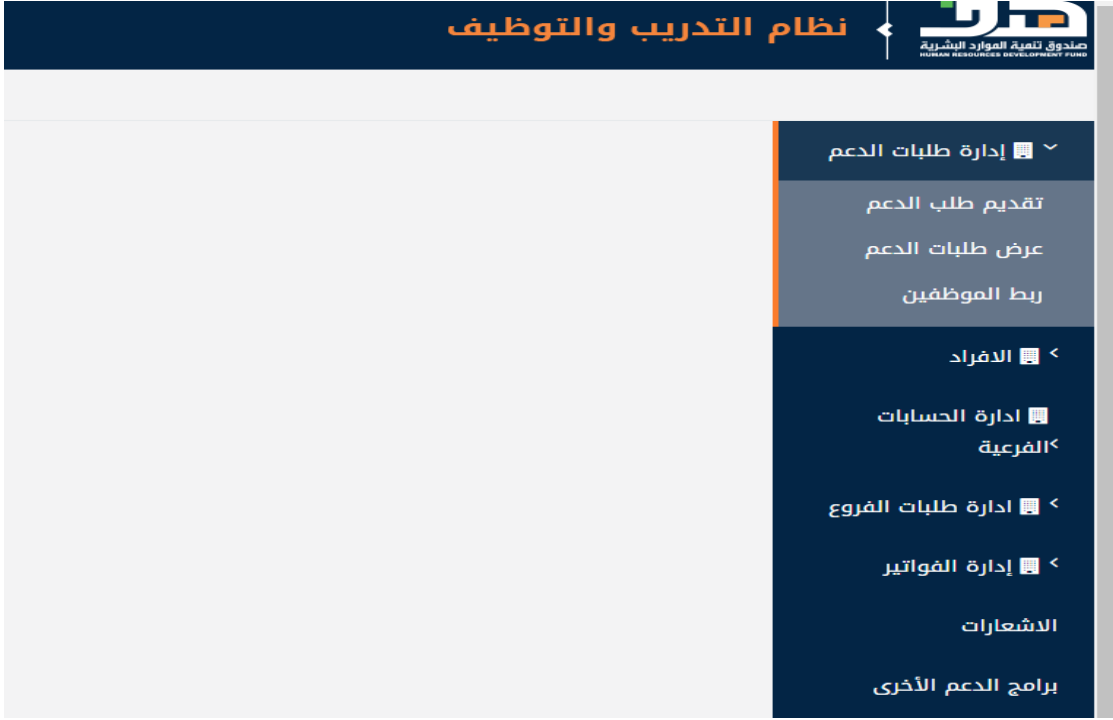 نظام التدريب والتوظيف
صندوق تنمية الموارد البشرية
HUMAN RESOURCES DEVELOPMENT FUND
إدارة طلبات الدعم
تقديم طلب الدعم
عرض طلبات الدعم
ربط الموظفين
الافراد
ادارة الحسابات
الفرعية
ادارة طلبات الفروع
إدارة الفواتير
الاشعارات
برامج الدعم الأخرى